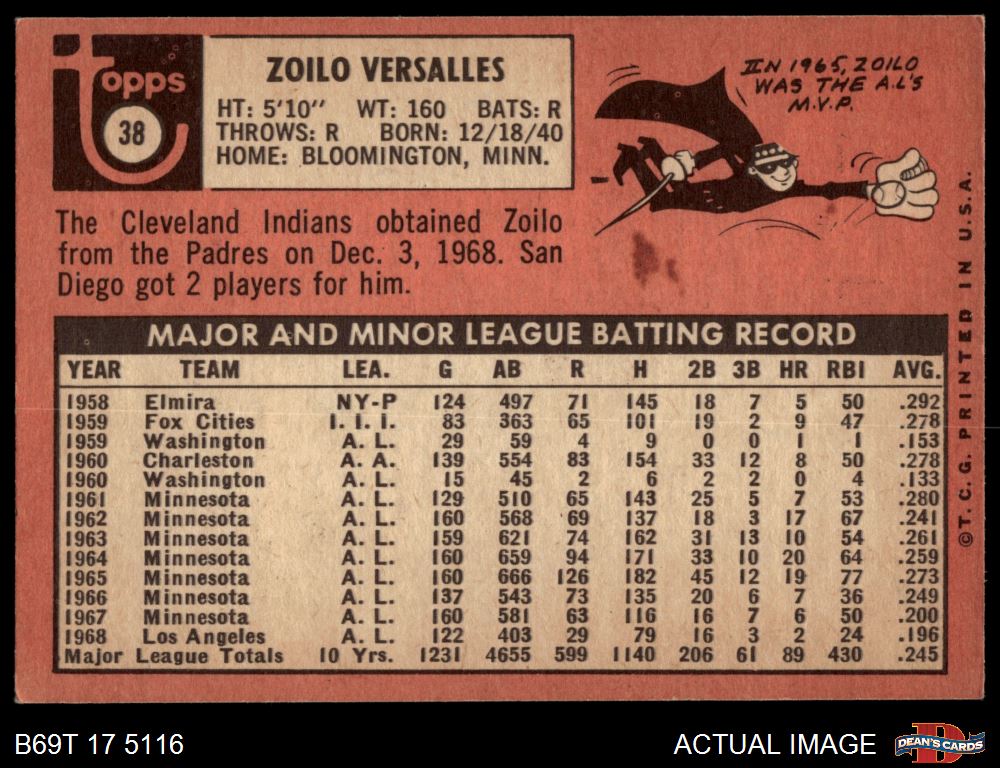 topps
38
ZOILO VERSALLES
HT: 5'10" WT: 160 BATS: R
THROWS: R BORN: 12/18/40
HOME: BLOOMINGTON, MINN.
IN 1965, ZOILO
WAS THE A.L'S
M.V.P.
The Cleveland Indians obtained Zoilo
from the Padres on Dec. 3, 1968. San
Diego got 2 players for him.
MAJOR AND MINOR LEAGUE BATTING RECORD
YEAR TEAM LEA. G AB R H 2B 3B HR RBI AVG.
1958 Elmira NY-P 124 497 71 145 18 7 5 50 .292
1959 Fox Cities I. I. I. 83 363 65 101 19 2 9 47 .278
1959 Washington A. L. 29 59 4 9 0 0 1 1 .153
1960 Charleston A. A. 139 554 83 154 33 12 8 50 .278
1960 Washington A. L. 15 45 2 6 2 2 0 4 .133
1961 Minnesota A. L. 129 510 65 143 25 5 7 53 .280
1962 Minnesota A. L. 160 568 69 137 18 3 17 67 .241
1963 Minnesota A. L. 159 621 74 162 31 13 10 54 .261
1964 Minnesota A. L. 160 659 94 171 33 10 20 64 .259
1965 Minnesota A. L. 160 666 126 182 45 12 19 77 .273
1966 Minnesota A. L. 137 543 73 135 20 6 7 36 .249
1967 Minnesota A. L. 160 581 63 116 16 7 6 50 .200
1968 Los Angeles A. L. 122 403 29 79 16 3 2 24 .196
Major League Totals 10 Yrs. 1231 4655 599 1140 206 61 89 430 .245
© T. C. G. PRINTED IN U.S.A.
B69T 17 5116
ACTUAL IMAGE
D
DEAN'S CARDS